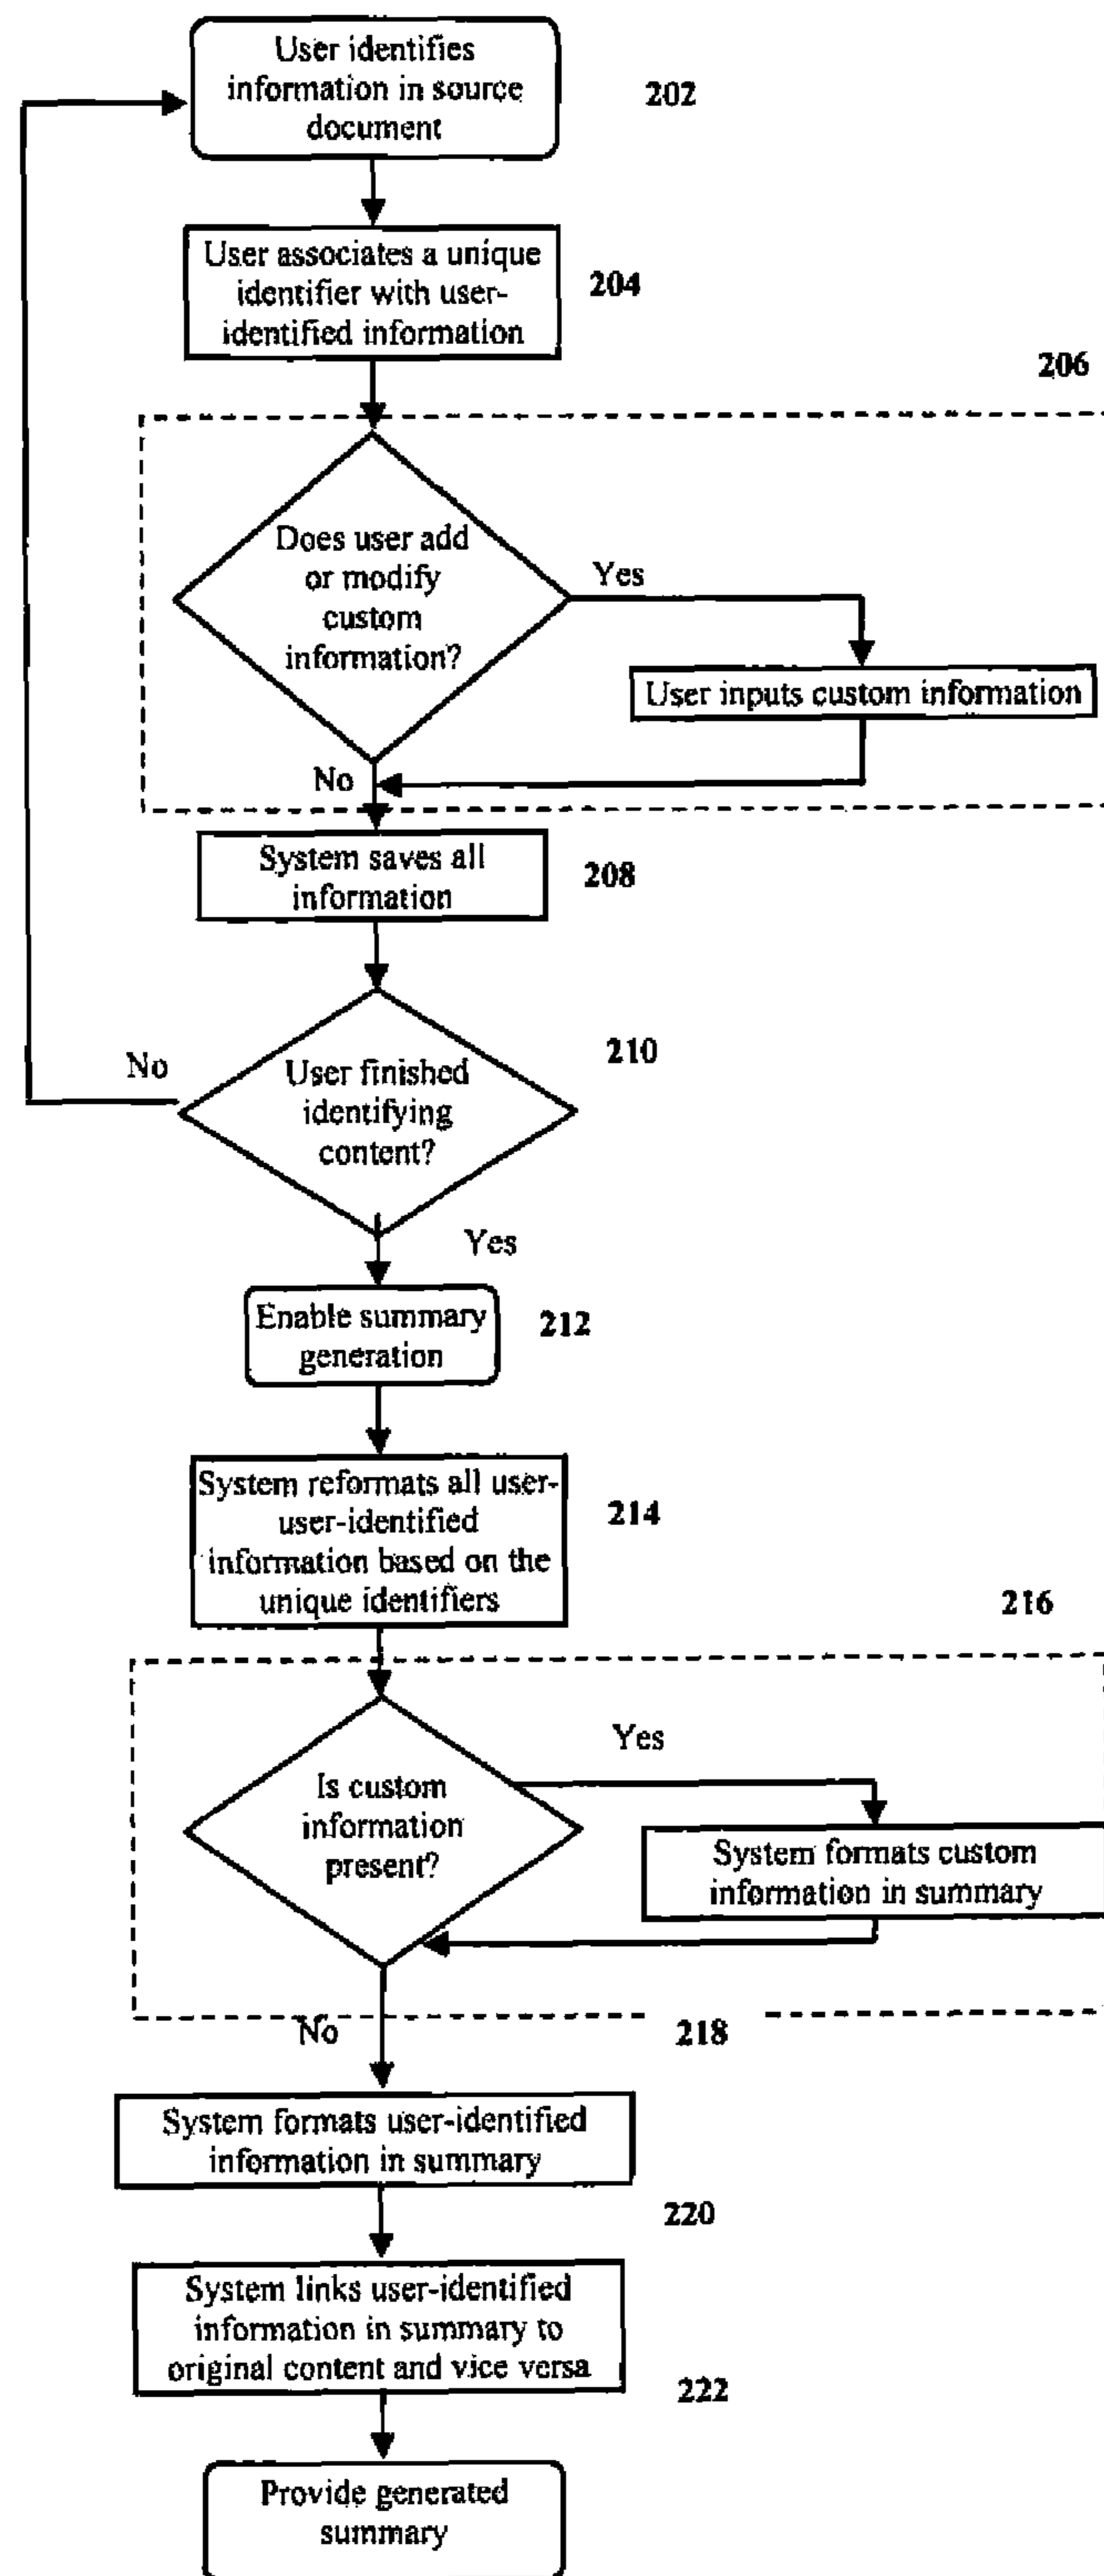 User identifies
information in source
document
202
User associates a unique
identifier with user-
identified information
204
206
Does user add
or modify
custom
information?
Yes
User inputs custom information
No
System saves all
information
208
No
User finished
identifying
content?
210
Yes
Enable summary
generation
212
System reformats all user-
user-identified
information based on the
unique identifiers
214
216
Is custom
information
present?
Yes
System formats custom
information in summary
No
218
System formats user-identified
information in summary
220
System links user-identified
information in summary to
original content and vice versa
222
Provide generated
summary